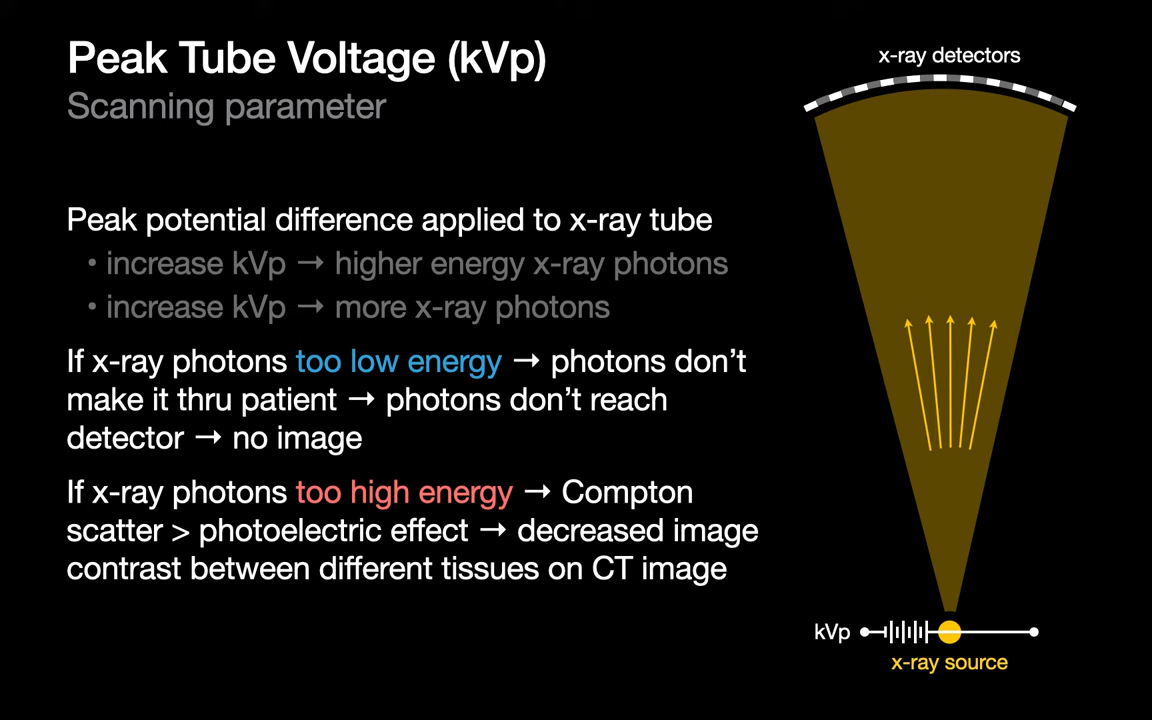 Peak Tube Voltage (kVp)
Scanning parameter
x-ray detectors
Peak potential difference applied to x-ray tube
• increase kVp → higher energy x-ray photons
• increase kVp → more x-ray photons
If x-ray photons too low energy → photons don’t
make it thru patient → photons don’t reach
detector → no image
If x-ray photons too high energy → Compton
scatter > photoelectric effect → decreased image
contrast between different tissues on CT image
kVp
x-ray source